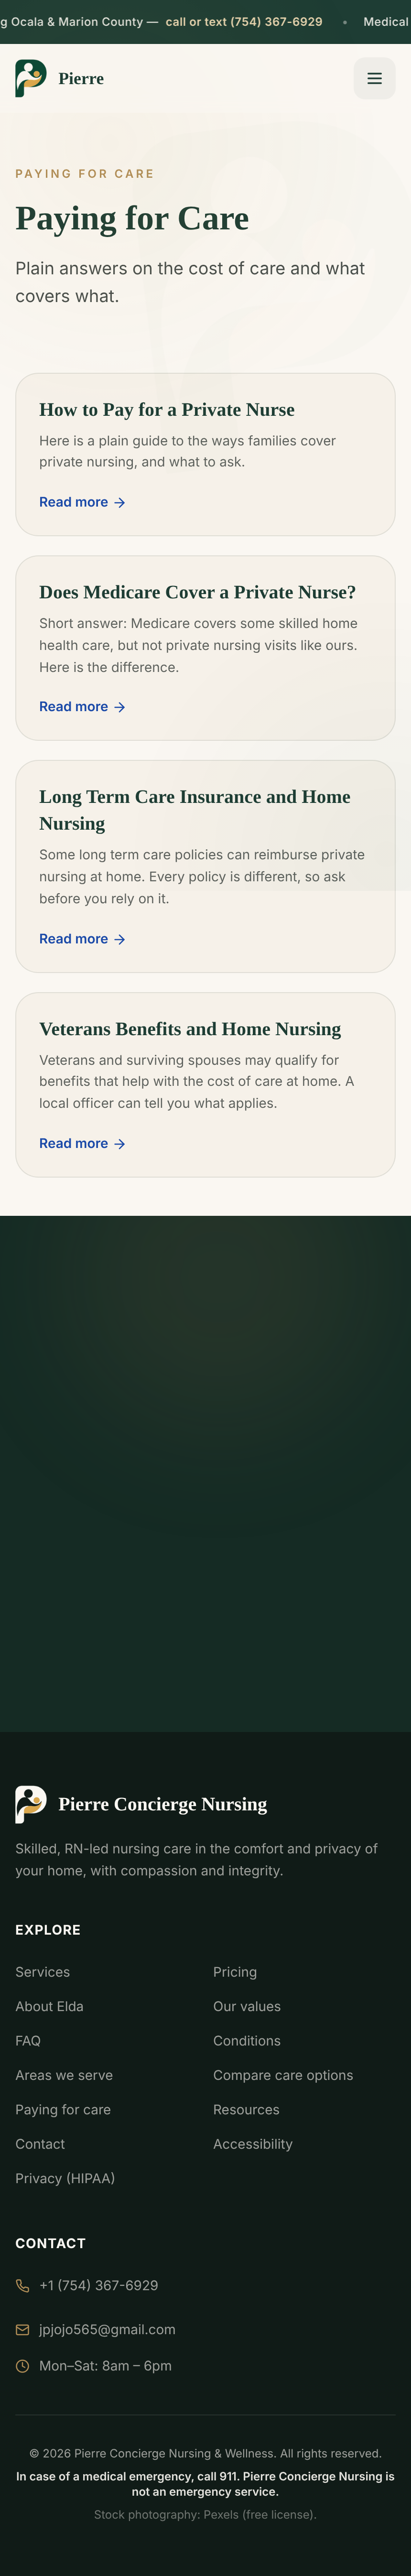 g Ocala & Marion County — call or text (754) 367-6929 • Medical
Pierre
PAYING FOR CARE
Paying for Care
Plain answers on the cost of care and what
covers what.
How to Pay for a Private Nurse
Here is a plain guide to the ways families cover
private nursing, and what to ask.
Read more →
Does Medicare Cover a Private Nurse?
Short answer: Medicare covers some skilled home
health care, but not private nursing visits like ours.
Here is the difference.
Read more →
Long Term Care Insurance and Home
Nursing
Some long term care policies can reimburse private
nursing at home. Every policy is different, so ask
before you rely on it.
Read more →
Veterans Benefits and Home Nursing
Veterans and surviving spouses may qualify for
benefits that help with the cost of care at home. A
local officer can tell you what applies.
Read more →
Pierre Concierge Nursing
Skilled, RN-led nursing care in the comfort and privacy of
your home, with compassion and integrity.
EXPLORE
Services Pricing
About Elda Our values
FAQ Conditions
Areas we serve Compare care options
Paying for care Resources
Contact Accessibility
Privacy (HIPAA)
CONTACT
+1 (754) 367-6929
jpjojo565@gmail.com
Mon–Sat: 8am – 6pm
© 2026 Pierre Concierge Nursing & Wellness. All rights reserved.
In case of a medical emergency, call 911. Pierre Concierge Nursing is
not an emergency service.
Stock photography: Pexels (free license).